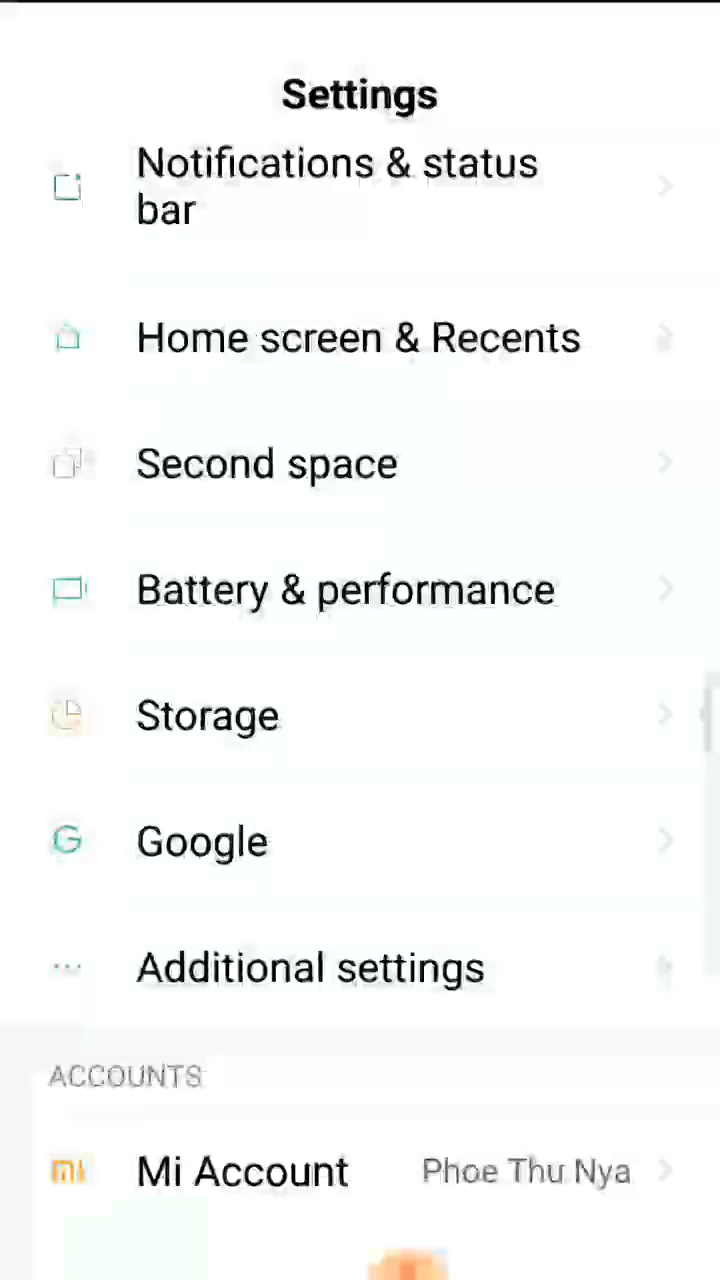 Settings
Notifications & status
bar
Home screen & Recents
Second space
Battery & performance
Storage
Google
Additional settings
ACCOUNTS
Mi Account Phoe Thu Nya